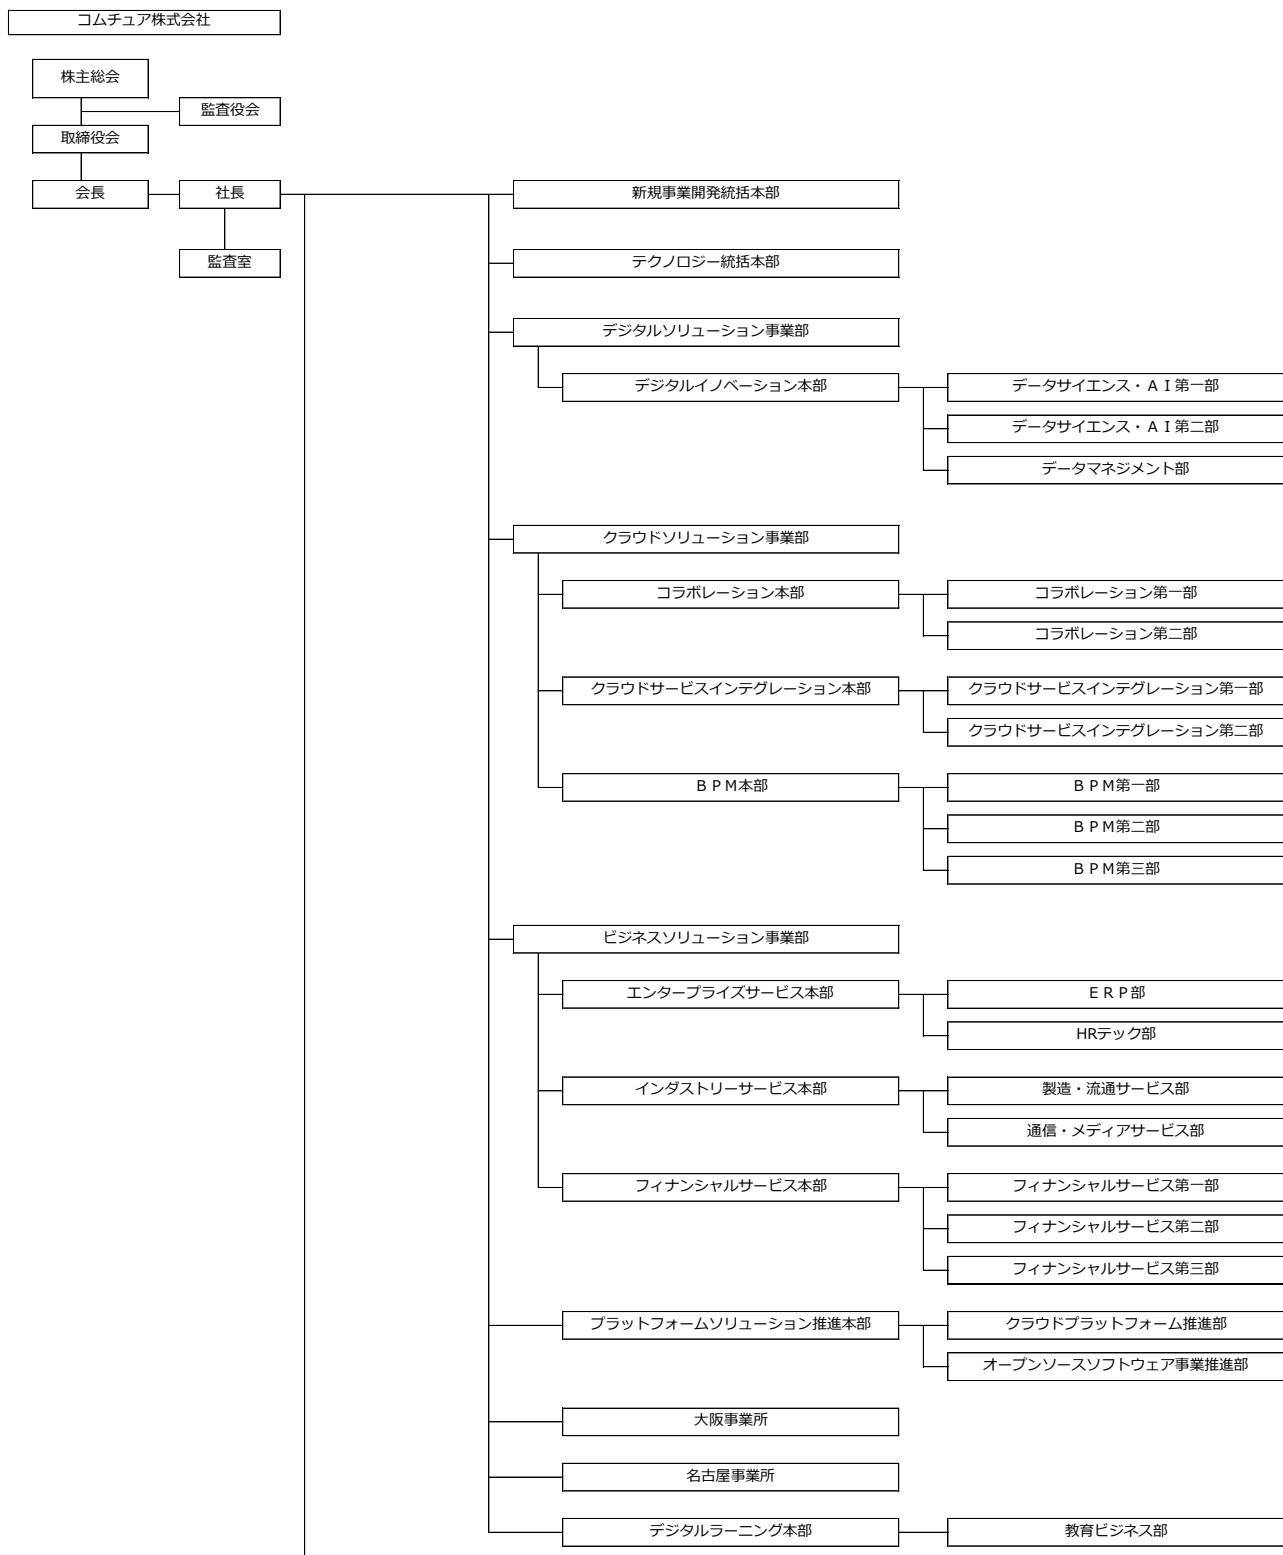 コムチュア株式会社
株主総会
監査役会
取締役会
会長
社長
新規事業開発統括本部
監査室
テクノロジー統括本部
デジタルソリューション事業部
デジタルイノベーション本部
データサイエンス・ＡＩ第一部
データサイエンス・ＡＩ第二部
データマネジメント部
クラウドソリューション事業部
コラボレーション本部
コラボレーション第一部
コラボレーション第二部
クラウドサービスインテグレーション本部
クラウドサービスインテグレーション第一部
クラウドサービスインテグレーション第二部
ＢＰＭ本部
ＢＰＭ第一部
ＢＰＭ第二部
ＢＰＭ第三部
ビジネスソリューション事業部
エンタープライズサービス本部
ＥＲＰ部
HRテック部
インダストリーサービス本部
製造・流通サービス部
通信・メディアサービス部
フィナンシャルサービス本部
フィナンシャルサービス第一部
フィナンシャルサービス第二部
フィナンシャルサービス第三部
プラットフォームソリューション推進本部
クラウドプラットフォーム推進部
オープンソースソフトウェア事業推進部
大阪事業所
名古屋事業所
デジタルラーニング本部
教育ビジネス部